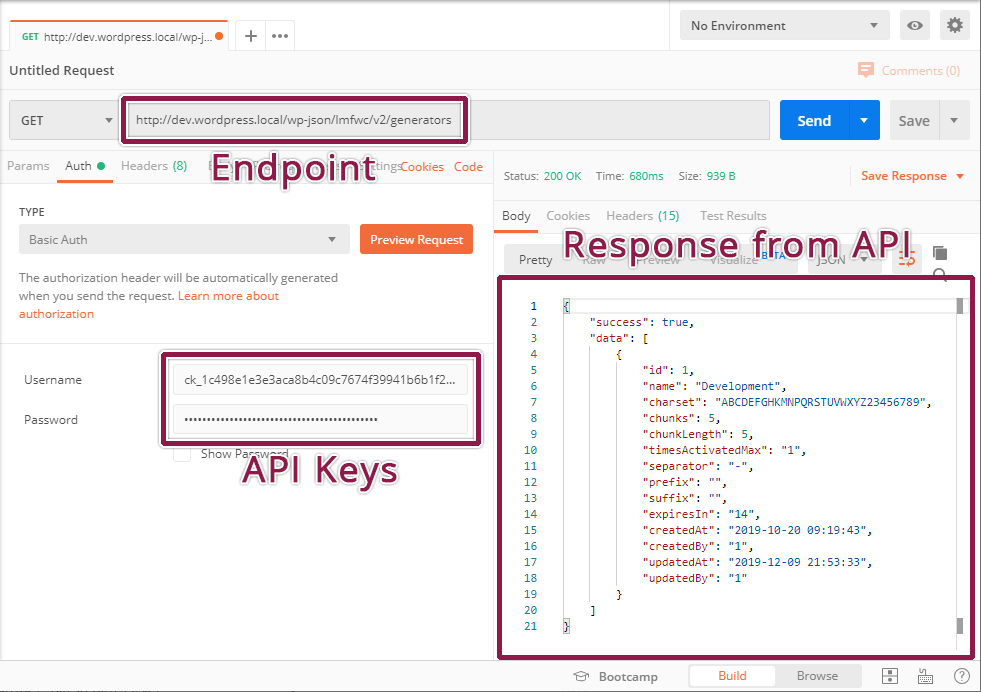 GET http://dev.wordpress.local/wp-j...
No Environment
Untitled Request
Comments (0)
GET
http://dev.wordpress.local/wp-json/lmfwc/v2/generators
Send
Save
Params
Auth
Headers (8)
Cookies
Code
Endpoint
Status: 200 OK
Time: 680ms
Size: 939 B
Save Response
TYPE
Basic Auth
Preview Request
The authorization header will be automatically generated
when you send the request. Learn more about
authorization
Username
ck_1c498e1e3e3aca8b4c09c7674f39941b6b1f2...
Password
Show Password
API Keys
Body
Cookies
Headers (15)
Test Results
Pretty
Raw
Preview
Visualize
BETA
JSON
Response from API
1 {
2 "success": true,
3 "data": [
4 {
5 "id": 1,
6 "name": "Development",
7 "charset": "ABCDEFGHKMNPQRSTUVWXYZ23456789",
8 "chunks": 5,
9 "chunkLength": 5,
10 "timesActivatedMax": "1",
11 "separator": "-",
12 "prefix": "",
13 "suffix": "",
14 "expiresIn": "14",
15 "createdAt": "2019-10-20 09:19:43",
16 "createdBy": "1",
17 "updatedAt": "2019-12-09 21:53:33",
18 "updatedBy": "1"
19 }
20 ]
21 }
Bootcamp
Build
Browse